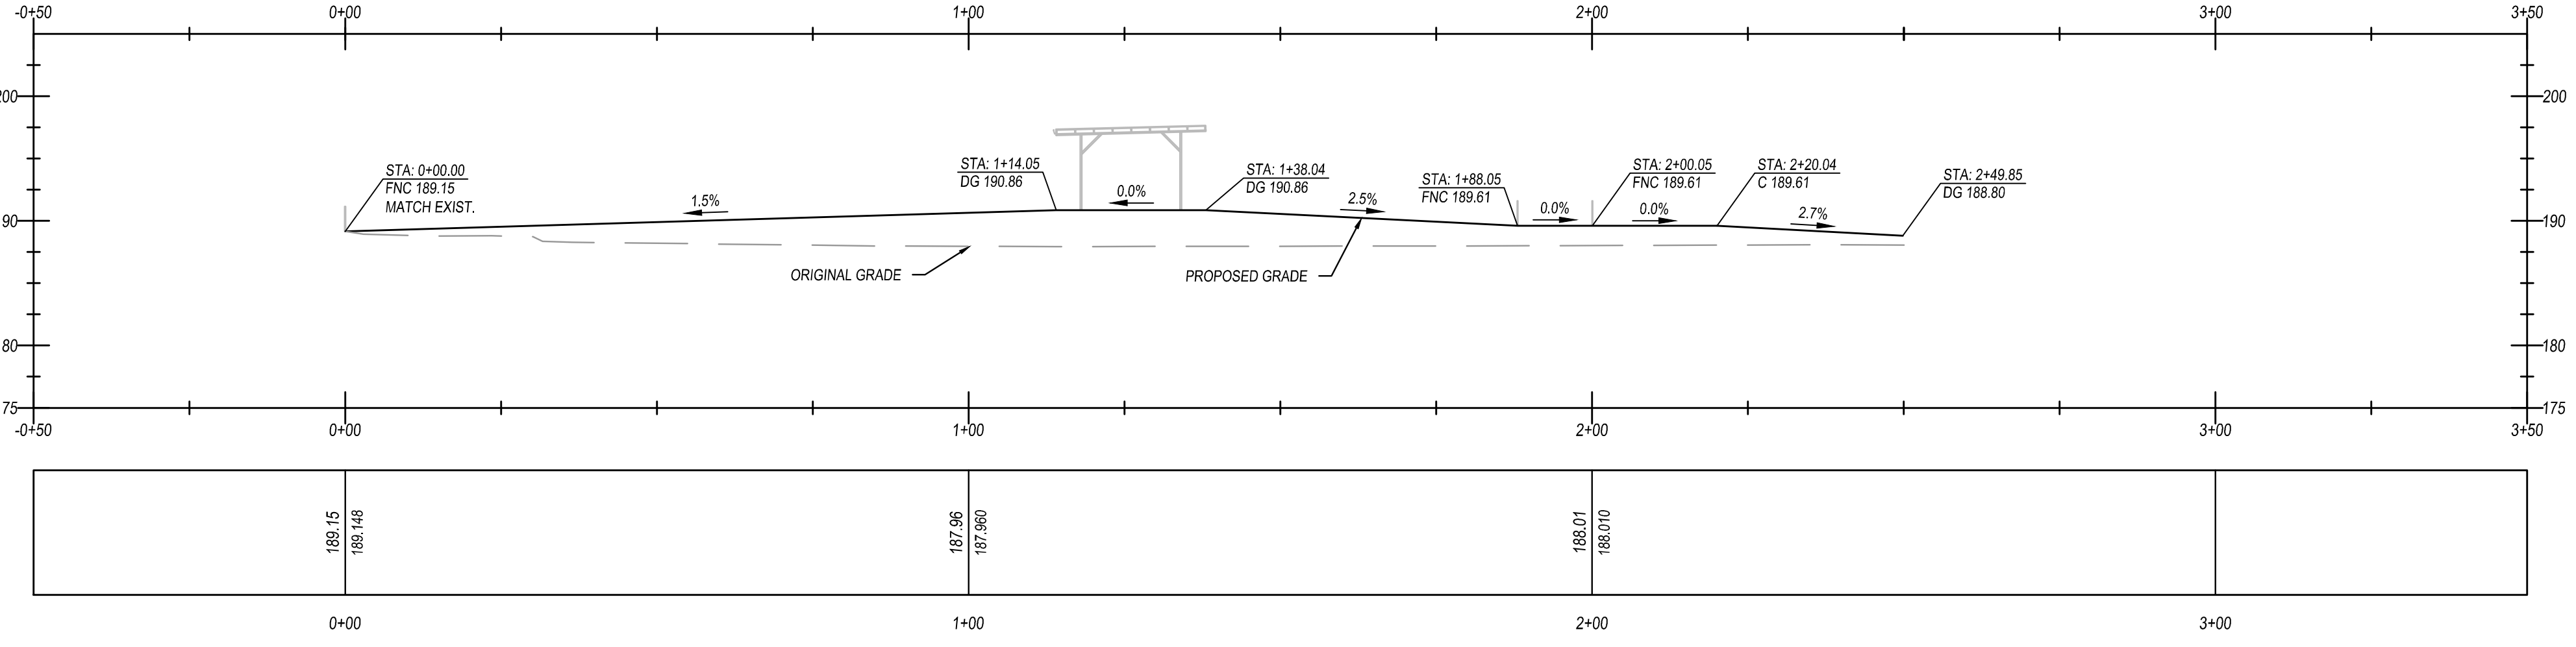 -0+50 0+00 1+00 2+00 3+00 3+50
200 200
STA: 0+00.00
FNC 189.15
MATCH EXIST.
1.5%
STA: 1+14.05
DG 190.86
0.0%
STA: 1+38.04
DG 190.86
2.5%
STA: 1+88.05
FNC 189.61
0.0%
STA: 2+00.05
FNC 189.61
0.0%
STA: 2+20.04
C 189.61
2.7%
STA: 2+49.85
DG 188.80
90 190
ORIGINAL GRADE
PROPOSED GRADE
80 180
75 175
-0+50 0+00 1+00 2+00 3+00 3+50
189.15
189.148
187.96
187.960
188.01
188.010
0+00 1+00 2+00 3+00